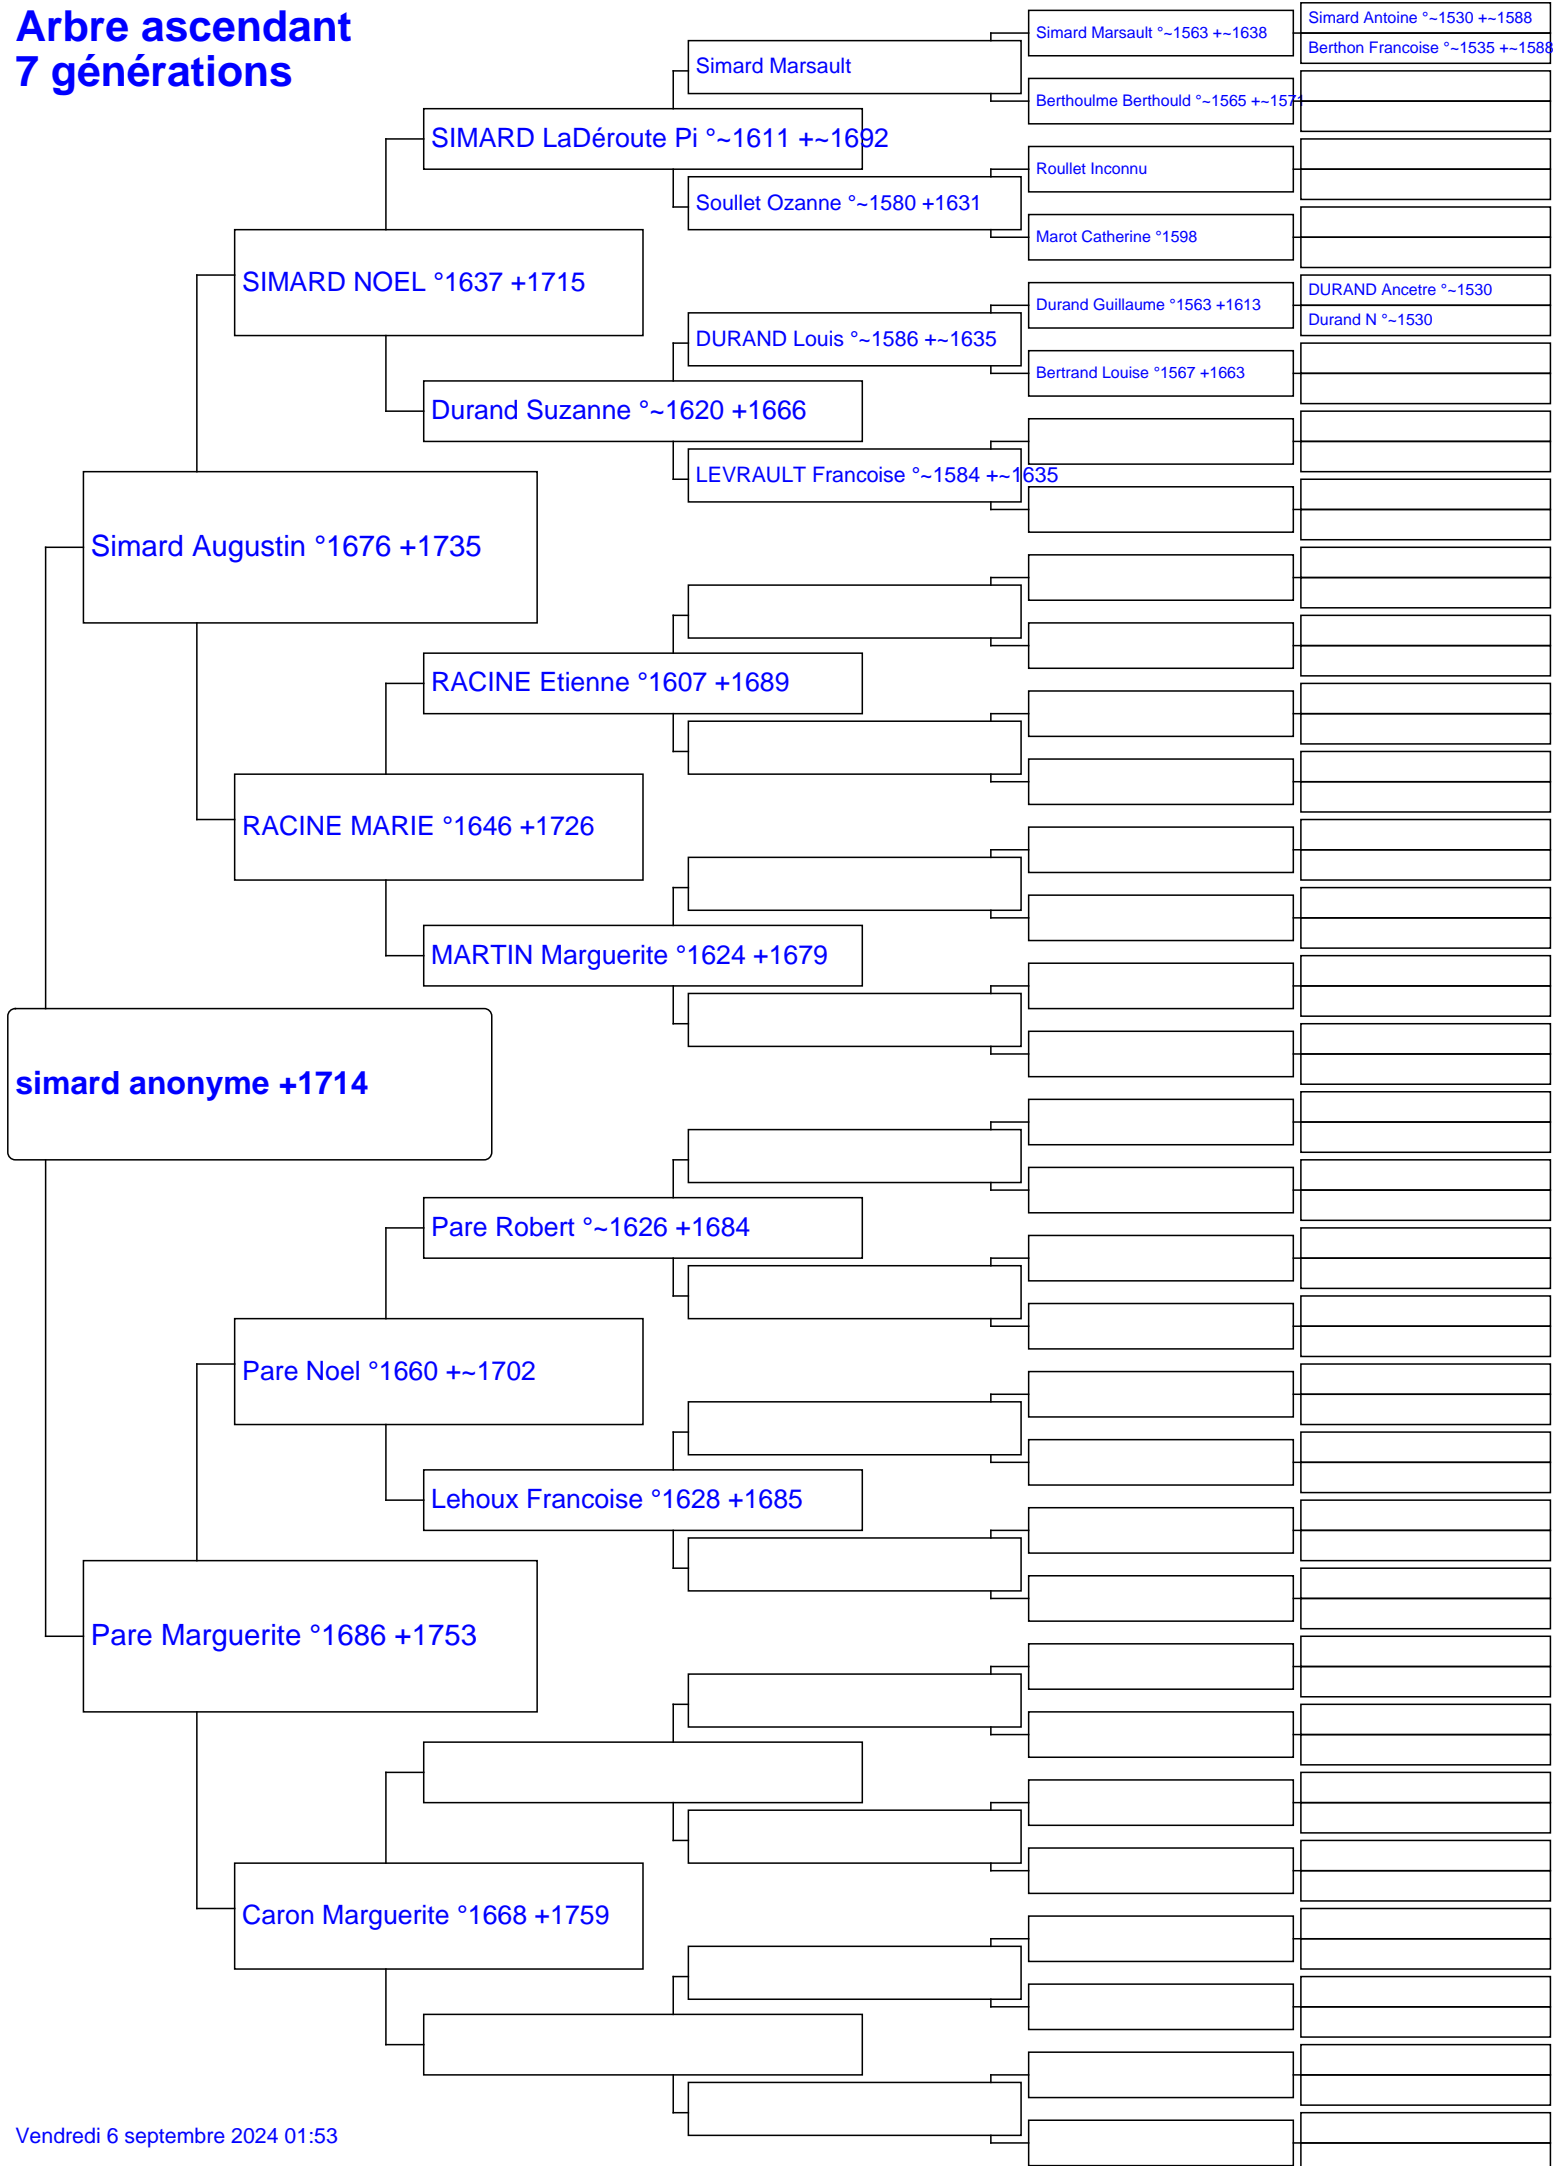 Arbre ascendant
7 générations
Simard Marsault °~1563 +~1638
Simard Antoine °~1530 +~1588
Berthon Francoise °~1535 +~1588
Simard Marsault
Berthoulme Berthould °~1565 +~1571
SIMARD LaDéroute Pi °~1611 +~1692
Roullet Inconnu
Soullet Ozanne °~1580 +1631
Marot Catherine °1598
SIMARD NOEL °1637 +1715
Durand Guillaume °1563 +1613
DURAND Ancetre °~1530
Durand N °~1530
DURAND Louis °~1586 +~1635
Bertrand Louise °1567 +1663
Durand Suzanne °~1620 +1666
LEVRAULT Francoise °~1584 +~1635
Simard Augustin °1676 +1735
RACINE Etienne °1607 +1689
RACINE MARIE °1646 +1726
MARTIN Marguerite °1624 +1679
simard anonyme +1714
Pare Robert °~1626 +1684
Pare Noel °1660 +~1702
Lehoux Francoise °1628 +1685
Pare Marguerite °1686 +1753
Caron Marguerite °1668 +1759
Vendredi 6 septembre 2024 01:53